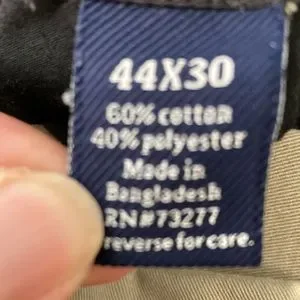 44X30
60% cotton
40% polyester
Made in
Bangladesh
RN#73277
reverse for care.